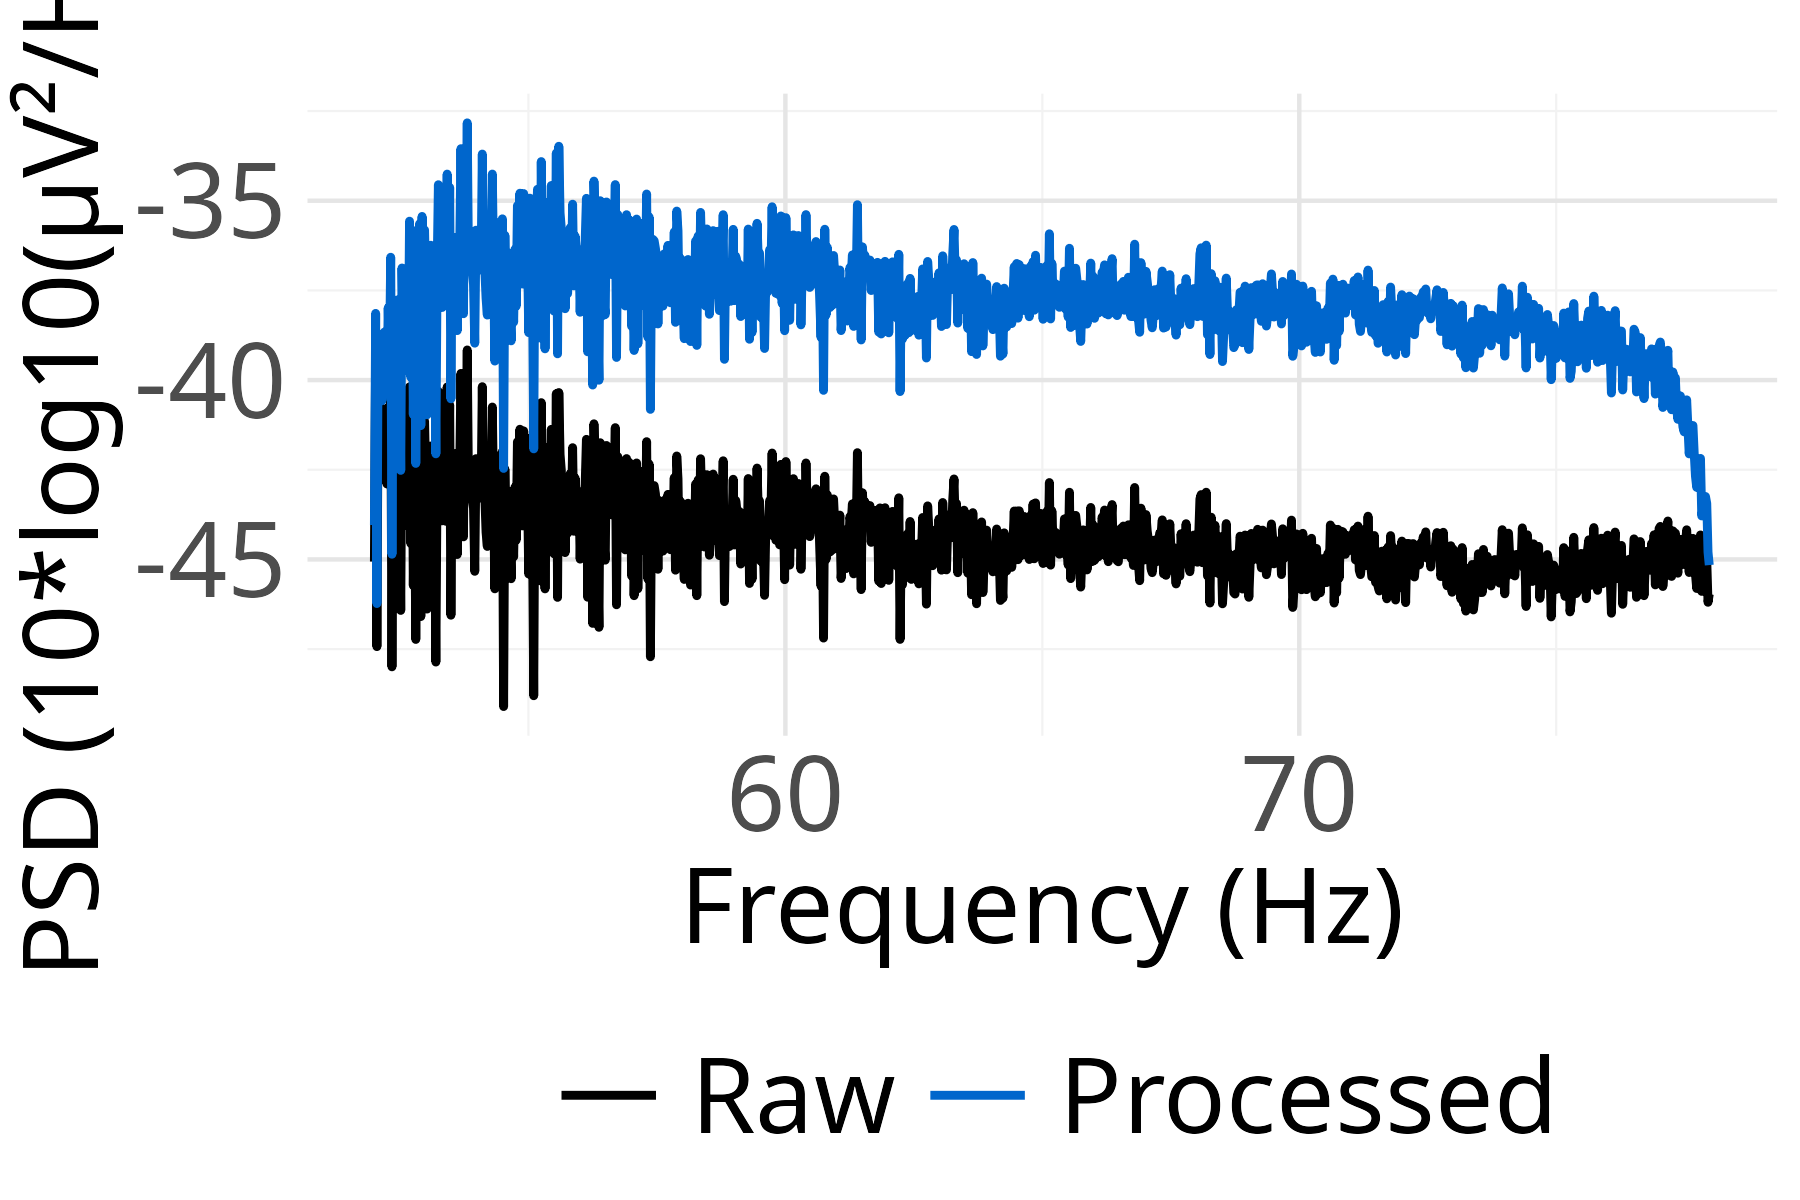 PSD (10*log10(µV²/H
-35
-40
-45
60
70
Frequency (Hz)
Raw
Processed